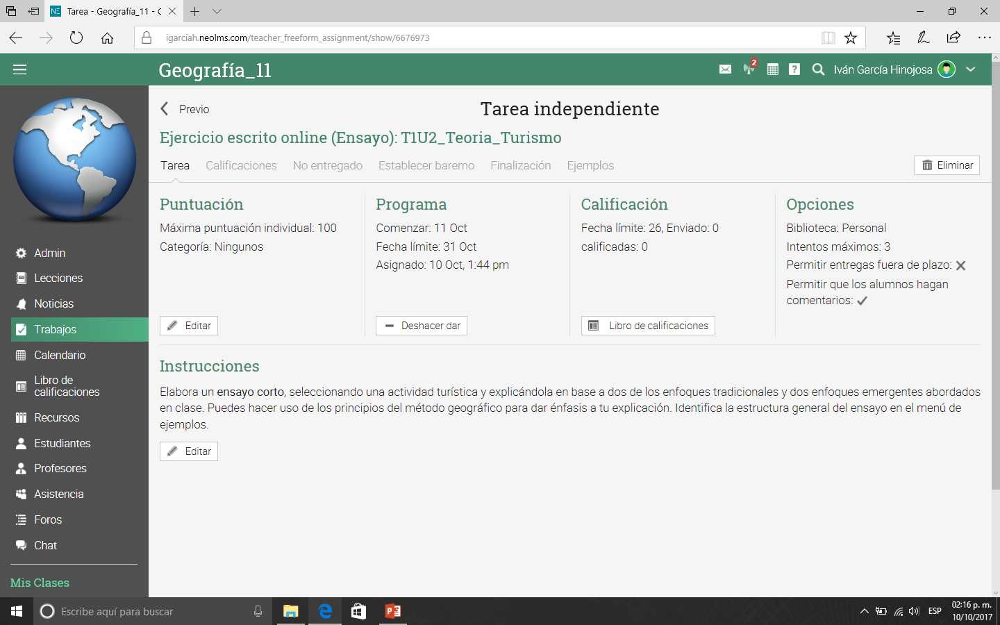 Tarea - Geografía_11 - G
igarciah.neolms.com/teacher_freeform_assignment/show/6676973
Geografía_11
2
Iván García Hinojosa
Previo
Tarea independiente
Ejercicio escrito online (Ensayo): T1U2_Teoria_Turismo
Tarea
Calificaciones
No entregado
Establecer baremo
Finalización
Ejemplos
Eliminar
Puntuación
Máxima puntuación individual: 100
Categoría: Ningunos
Editar
Programa
Comenzar: 11 Oct
Fecha límite: 31 Oct
Asignado: 10 Oct, 1:44 pm
Deshacer dar
Calificación
Fecha límite: 26, Enviado: 0
calificadas: 0
Libro de calificaciones
Opciones
Biblioteca: Personal
Intentos máximos: 3
Permitir entregas fuera de plazo:
Permitir que los alumnos hagan
comentarios:
Instrucciones
Elabora un ensayo corto, seleccionando una actividad turística y explicándola en base a dos de los enfoques tradicionales y dos enfoques emergentes abordados
en clase. Puedes hacer uso de los principios del método geográfico para dar énfasis a tu explicación. Identifica la estructura general del ensayo en el menú de
ejemplos.
Editar
Admin
Lecciones
Noticias
Trabajos
Calendario
Libro de
calificaciones
Recursos
Estudiantes
Profesores
Asistencia
Foros
Chat
Mis Clases
Escribe aquí para buscar
ESP
02:16 p. m.
10/10/2017